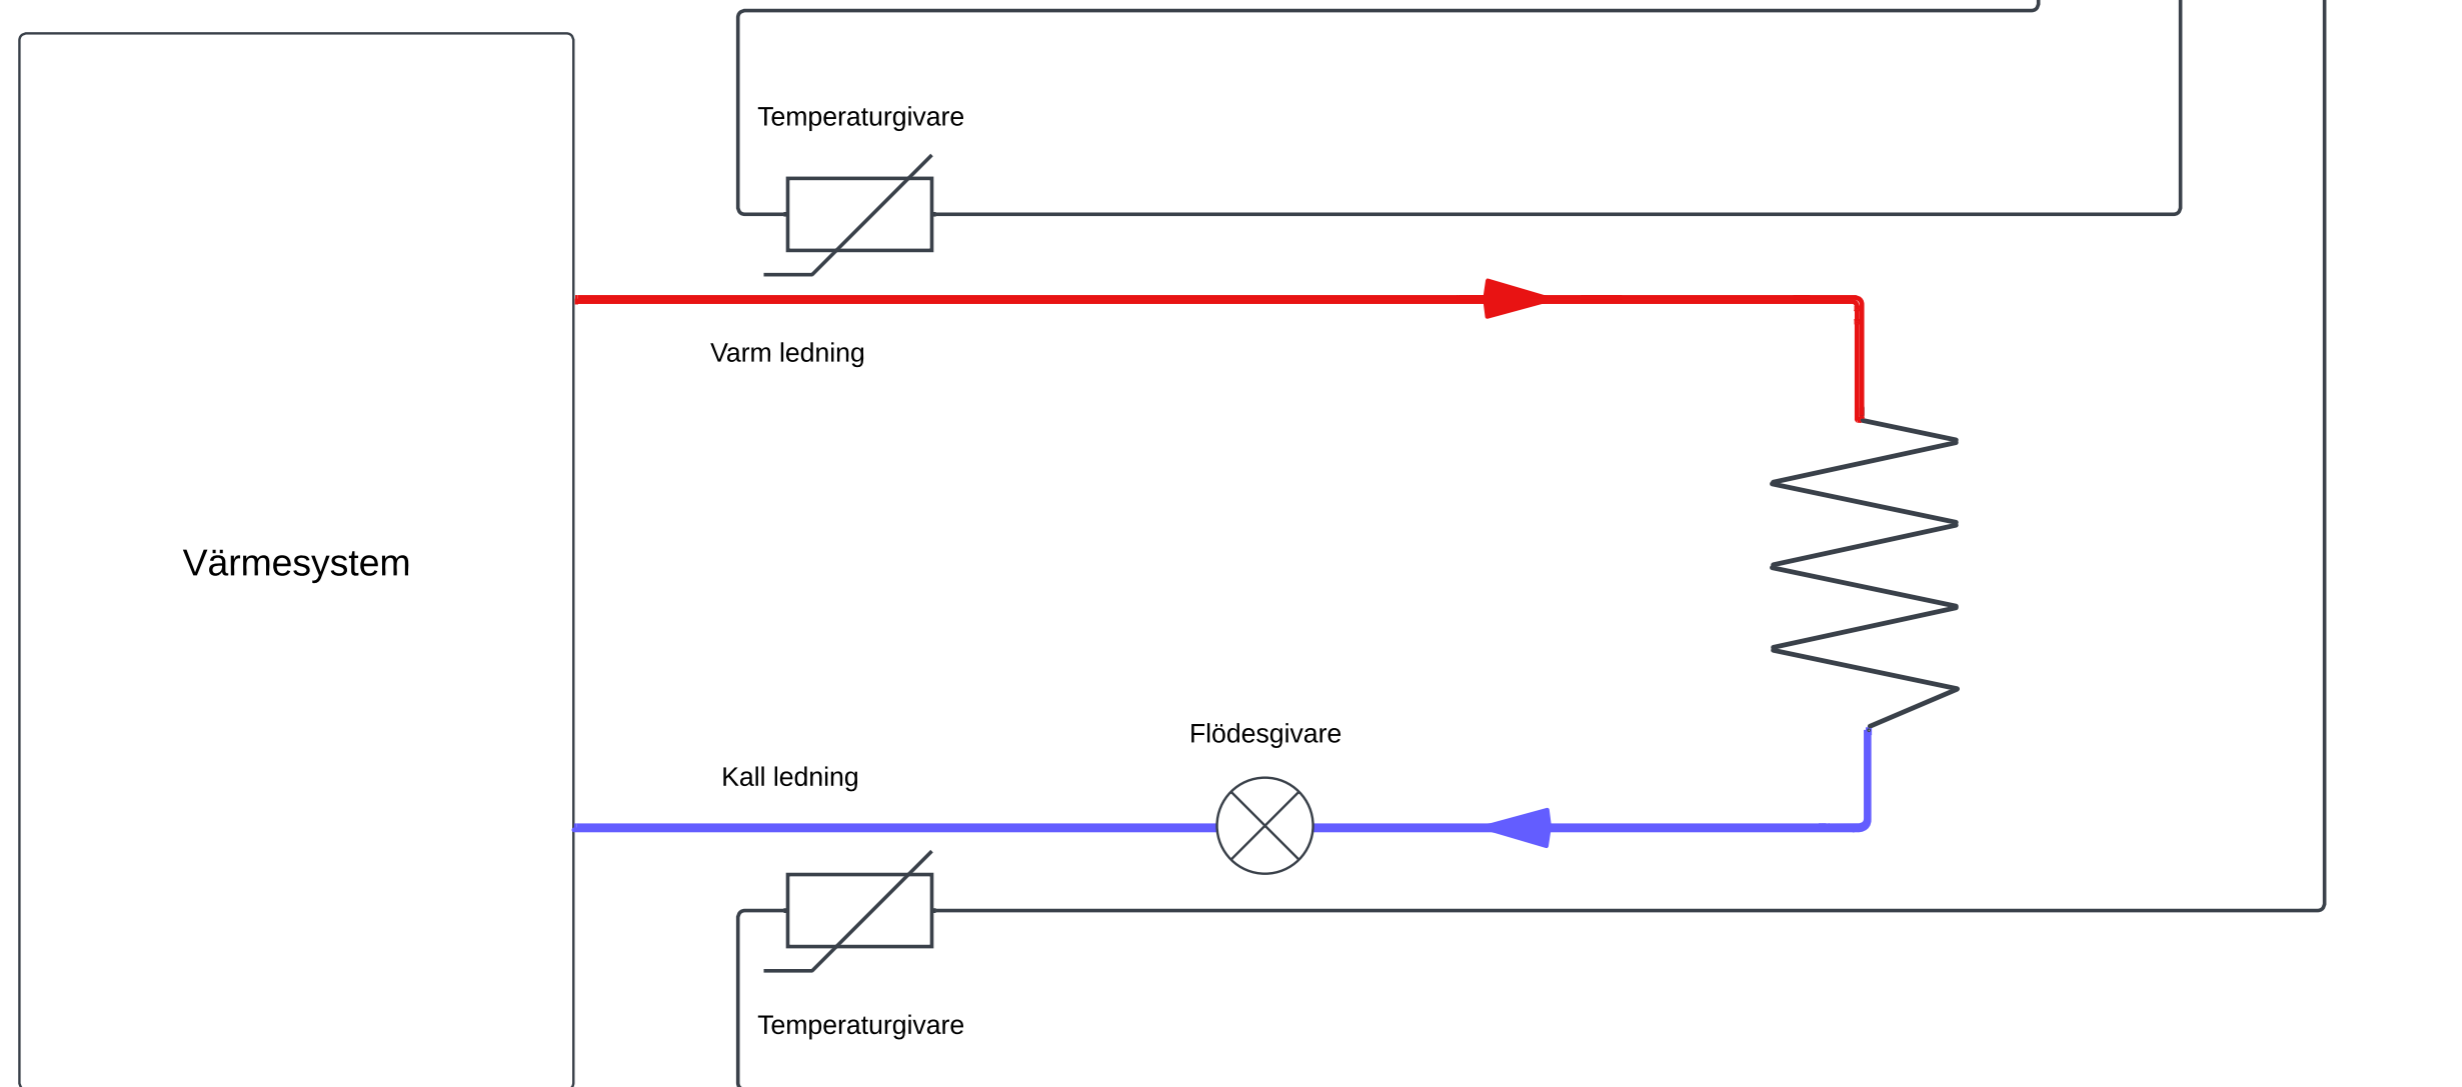 Temperaturgivare
Varm ledning
Värmesystem
Flödesgivare
Kall ledning
Temperaturgivare